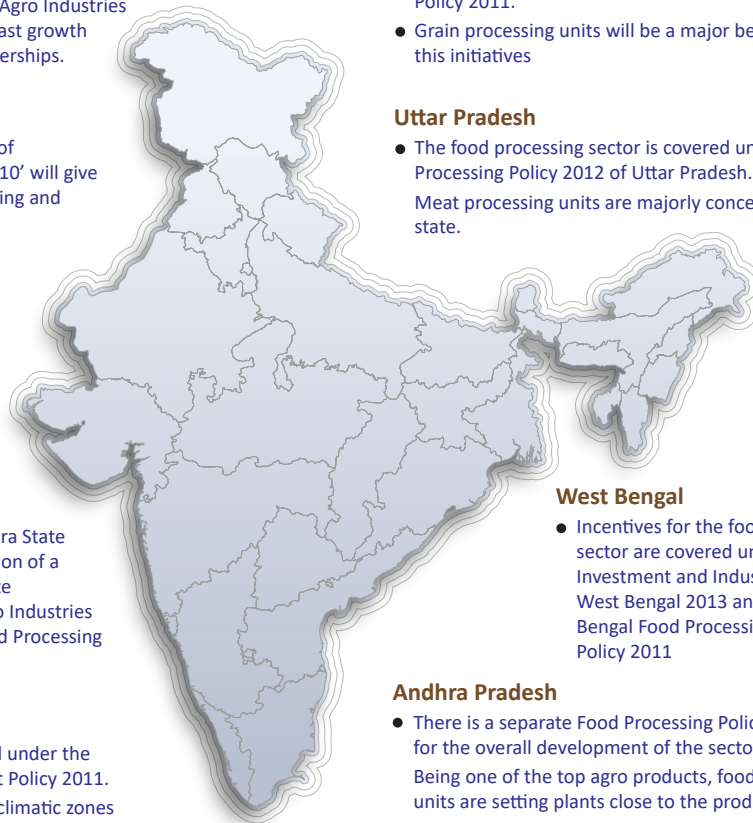 Agro Industries
ast growth
erships.
of
10’ will give
ing and
ra State
on of a
te
o Industries
d Processing
l under the
t Policy 2011.
climatic zones
Policy 2011.
● Grain processing units will be a major be
this initiatives
Uttar Pradesh
● The food processing sector is covered un
Processing Policy 2012 of Uttar Pradesh.
Meat processing units are majorly conce
state.
West Bengal
● Incentives for the foo
sector are covered un
Investment and Indus
West Bengal 2013 an
Bengal Food Processi
Policy 2011
Andhra Pradesh
● There is a separate Food Processing Polic
for the overall development of the secto
Being one of the top agro products, food
units are setting plants close to the prod